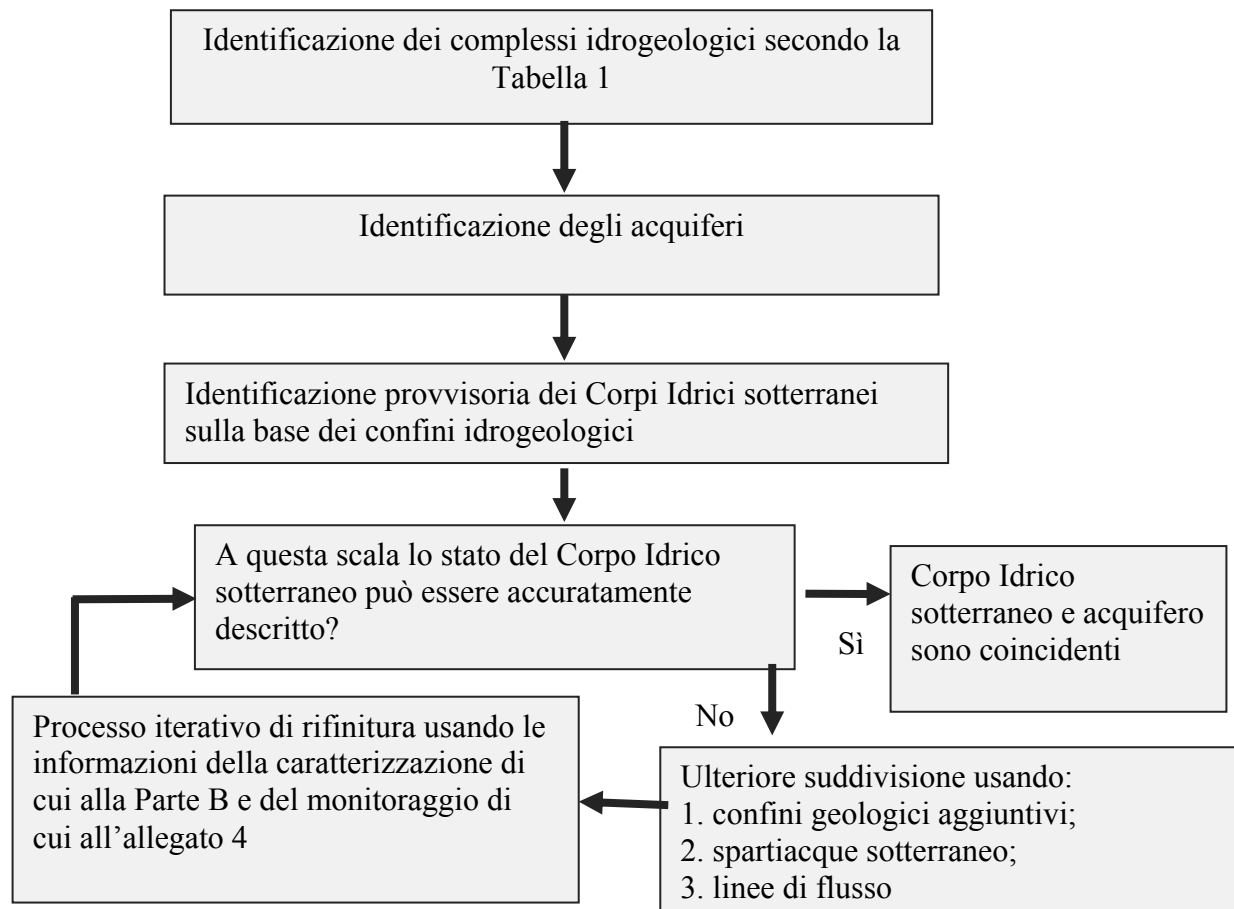 Identificazione dei complessi idrogeologici secondo la
Tabella 1
Identificazione degli acquiferi
Identificazione provvisoria dei Corpi Idrici sotterranei
sulla base dei confini idrogeologici
A questa scala lo stato del Corpo Idrico
sotterraneo può essere accuratamente
descritto?
Sì
Corpo Idrico
sotterraneo e acquifero
sono coincidenti
No
Ulteriore suddivisione usando:
1. confini geologici aggiuntivi;
2. spartiacque sotterraneo;
3. linee di flusso
Processo iterativo di rifinitura usando le
informazioni della caratterizzazione di
cui alla Parte B e del monitoraggio di
cui all’allegato 4